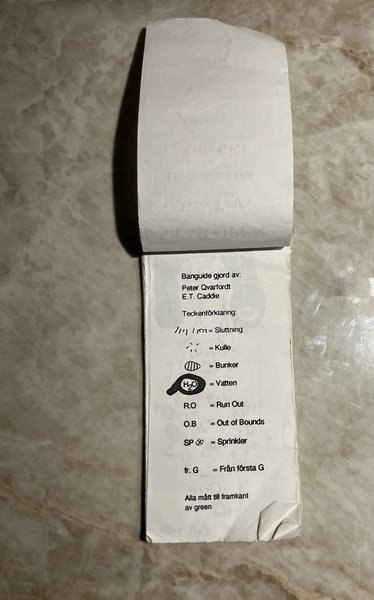 Banguide gjord av:
Peter Qvarfordt
E.T. Caddie
Teckenförklaring:
= Sluttning
= Kulle
= Bunker
H2O = Vatten
R.O = Run Out
O.B = Out of Bounds
SP = Sprinkler
fr. G = Från första G
Alla mått till framkant
av green